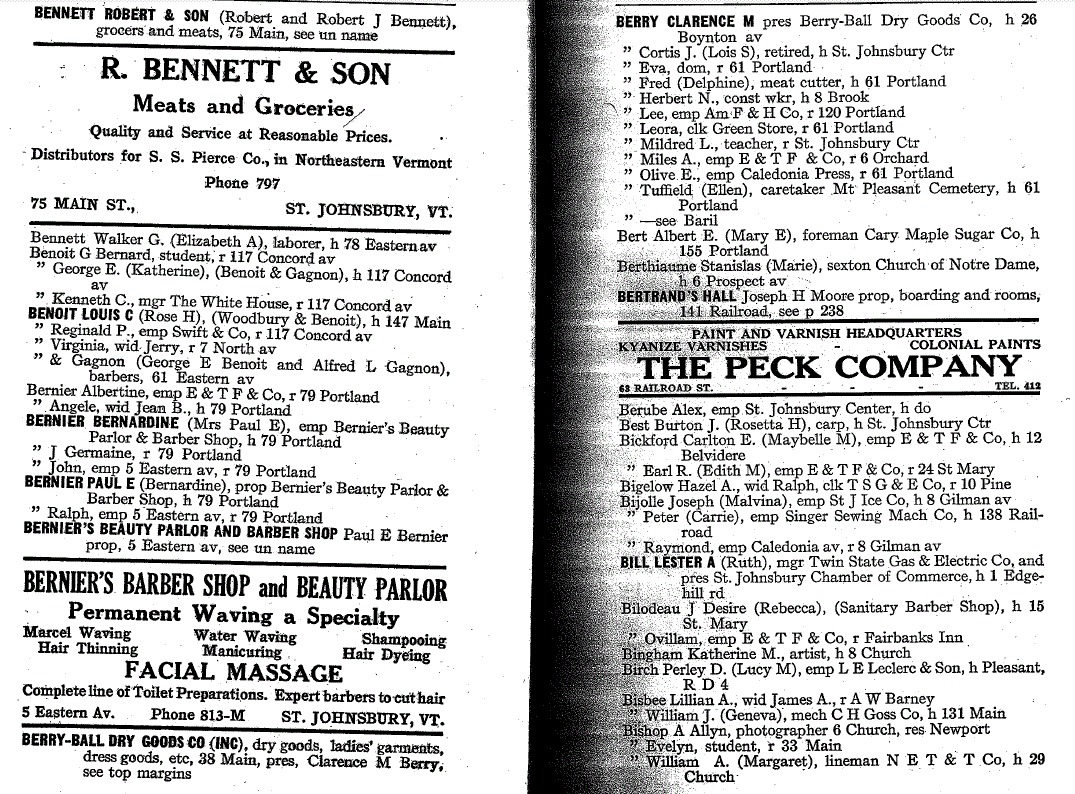 BENNETT ROBERT & SON (Robert and Robert J Bennett),
grocers and meats, 75 Main, see un name
R. BENNETT & SON
Meats and Groceries
Quality and Service at Reasonable Prices.
Distributors for S. S. Pierce Co., in Northeastern Vermont
Phone 797
75 MAIN ST., ST. JOHNSBURY, VT.
Bennett Walker G. (Elizabeth A), laborer, h 78 Eastern av
Benoit G Bernard, student, r 117 Concord av
" George E. (Katherine), (Benoit & Gagnon), h 117 Concord
av
" Kenneth C., mgr The White House, r 117 Concord av
BENOIT LOUIS C (Rose H), (Woodbury & Benoit), h 147 Main
" Reginald P., emp Swift & Co, r 117 Concord av
" Virginia, wid Jerry, r 7 North av
" & Gagnon (George E Benoit and Alfred L Gagnon),
barbers, 61 Eastern av
Bernier Albertine, emp E & T F & Co, r 79 Portland
" Angele, wid Jean B., h 79 Portland
BERNIER BERNARDINE (Mrs Paul E), emp Bernier's Beauty
Parlor & Barber Shop, h 79 Portland
" J Germaine, r 79 Portland
" John, emp 5 Eastern av, r 79 Portland
BERNIER PAUL E (Bernardine), prop Bernier's Beauty Parlor &
Barber Shop, h 79 Portland
" Ralph, emp 5 Eastern av, r 79 Portland
BERNIER'S BEAUTY PARLOR AND BARBER SHOP Paul E Bernier
prop, 5 Eastern av, see un name
BERNIER'S BARBER SHOP and BEAUTY PARLOR
Permanent Waving a Specialty
Marcel Waving Water Waving Shampooing
Hair Thinning Manicuring Hair Dyeing
FACIAL MASSAGE
Complete line of Toilet Preparations. Expert barbers to cut hair
5 Eastern Av. Phone 813-M ST. JOHNSBURY, VT.
BERRY-BALL DRY GOODS CO (INC), dry goods, ladies' garments,
dress goods, etc, 38 Main, pres, Clarence M Berry,
see top margins
BERRY CLARENCE M pres Berry-Ball Dry Goods Co, h 26
Boynton av
" Cortis J. (Lois S), retired, h St. Johnsbury Ctr
" Eva, dom, r 61 Portland
" Fred (Delphine), meat cutter, h 61 Portland
" Herbert N., const wkr, h 8 Brook
" Lee, emp Am F & H Co, r 120 Portland
" Leora, clk Green Store, r 61 Portland
" Mildred L., teacher, r St. Johnsbury Ctr
" Miles A., emp E & T F & Co, r 6 Orchard
" Olive E., emp Caledonia Press, r 61 Portland
" Tuffield (Ellen), caretaker Mt Pleasant Cemetery, h 61
Portland
" —see Baril
Bert Albert E. (Mary E), foreman Cary Maple Sugar Co, h
155 Portland
Berthiaume Stanislas (Marie), sexton Church of Notre Dame,
h 6 Prospect av
BERTRAND'S HALL Joseph H Moore prop, boarding and rooms,
141 Railroad, see p 238
PAINT AND VARNISH HEADQUARTERS
KYANIZE VARNISHES - COLONIAL PAINTS
THE PECK COMPANY
63 RAILROAD ST. - - - - TEL. 412
Berube Alex, emp St. Johnsbury Center, h do
Best Burton J. (Rosetta H), carp, h St. Johnsbury Ctr
Bickford Carlton E. (Maybelle M), emp E & T F & Co, h 12
Belvidere
" Earl R. (Edith M), emp E & T F & Co, r 24 St Mary
Bigelow Hazel A., wid Ralph, clk T S G & E Co, r 10 Pine
Bijolle Joseph (Malvina), emp St J Ice Co, h 8 Gilman av
" Peter (Carrie), emp Singer Sewing Mach Co, h 138 Rail-
road
" Raymond, emp Caledonia av, r 8 Gilman av
BILL LESTER A (Ruth), mgr Twin State Gas & Electric Co, and
pres St. Johnsbury Chamber of Commerce, h 1 Edge-
hill rd
Bilodeau J Desire (Rebecca), (Sanitary Barber Shop), h 15
St. Mary
" Ovillam, emp E & T F & Co, r Fairbanks Inn
Bingham Katherine M., artist, h 8 Church
Birch Perley D. (Lucy M), emp L E Leclerc & Son, h Pleasant,
R D 4
Bisbee Lillian A., wid James A., r A W Barney
" William J. (Geneva), mech C H Goss Co, h 131 Main
Bishop A Allyn, photographer 6 Church, res Newport
" Evelyn, student, r 33 Main
" William A. (Margaret), lineman N E T & T Co, h 29
Church